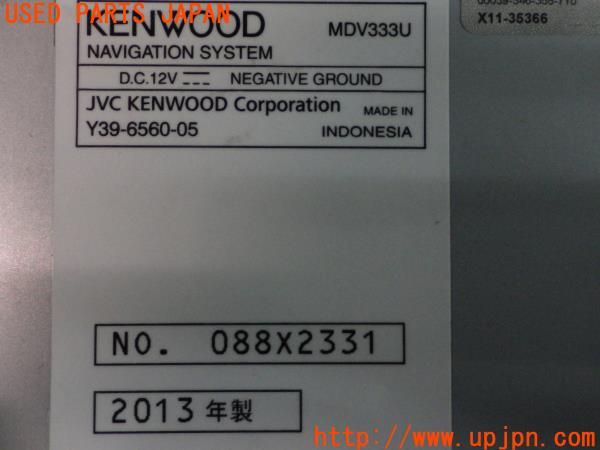 USED PARTS JAPAN
KENWOOD MDV333U
NAVIGATION SYSTEM
D.C.12V NEGATIVE GROUND
JVC KENWOOD Corporation MADE IN
Y39-6560-05 INDONESIA
X11-35366
NO. 088X2331
2013年製
UPJ
http://www.upjpn.com/